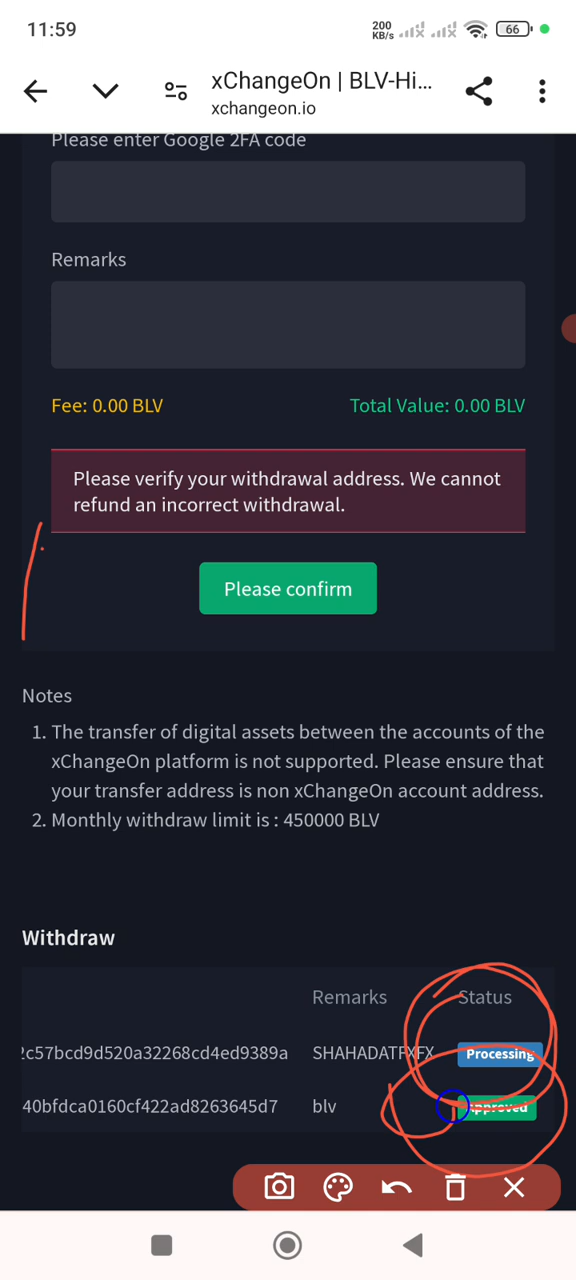 11:59
200
KB/s
66
xChangeOn | BLV-Hi...
xchangeon.io
Please enter Google 2FA code
Remarks
Fee: 0.00 BLV
Total Value: 0.00 BLV
Please verify your withdrawal address. We cannot
refund an incorrect withdrawal.
Please confirm
Notes
1. The transfer of digital assets between the accounts of the
xChangeOn platform is not supported. Please ensure that
your transfer address is non xChangeOn account address.
2. Monthly withdraw limit is : 450000 BLV
Withdraw
Remarks Status
2c57bcd9d520a32268cd4ed9389a SHAHADATFXFX Processing
40bfdca0160cf422ad8263645d7 blv Approved